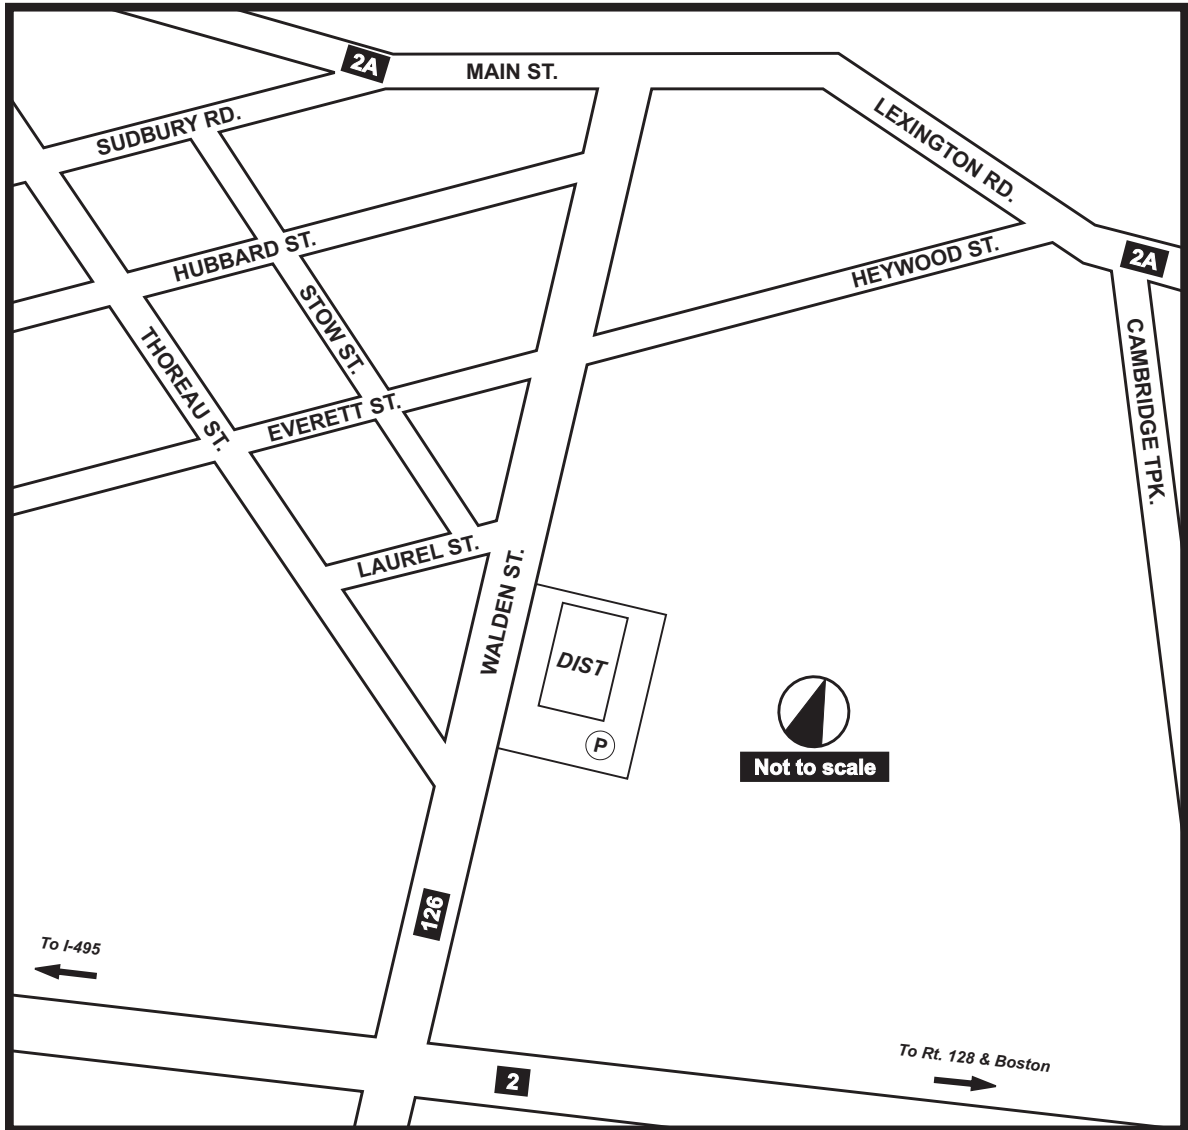 2A
MAIN ST.
LEXINGTON RD.
SUDBURY RD.
HUBBARD ST.
HEYWOOD ST.
2A
STOW ST.
THOREAU ST.
CAMBRIDGE TPK.
EVERETT ST.
LAUREL ST.
WALDEN ST.
DIST
P
Not to scale
126
To I-495
To Rt. 128 & Boston
2